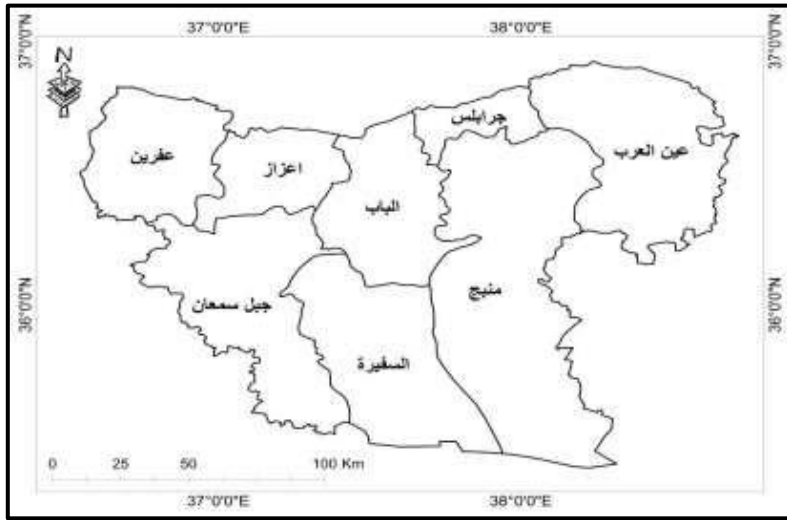 37°0'0"E
38°0'0"E
37°0'0"N
37°0'0"N
N
جرابلس
عفرين
اعزاز
عين العرب
الباب
منبج
جبل سمعان
السفيرة
36°0'0"N
36°0'0"N
0 25 50 100 Km
37°0'0"E
38°0'0"E